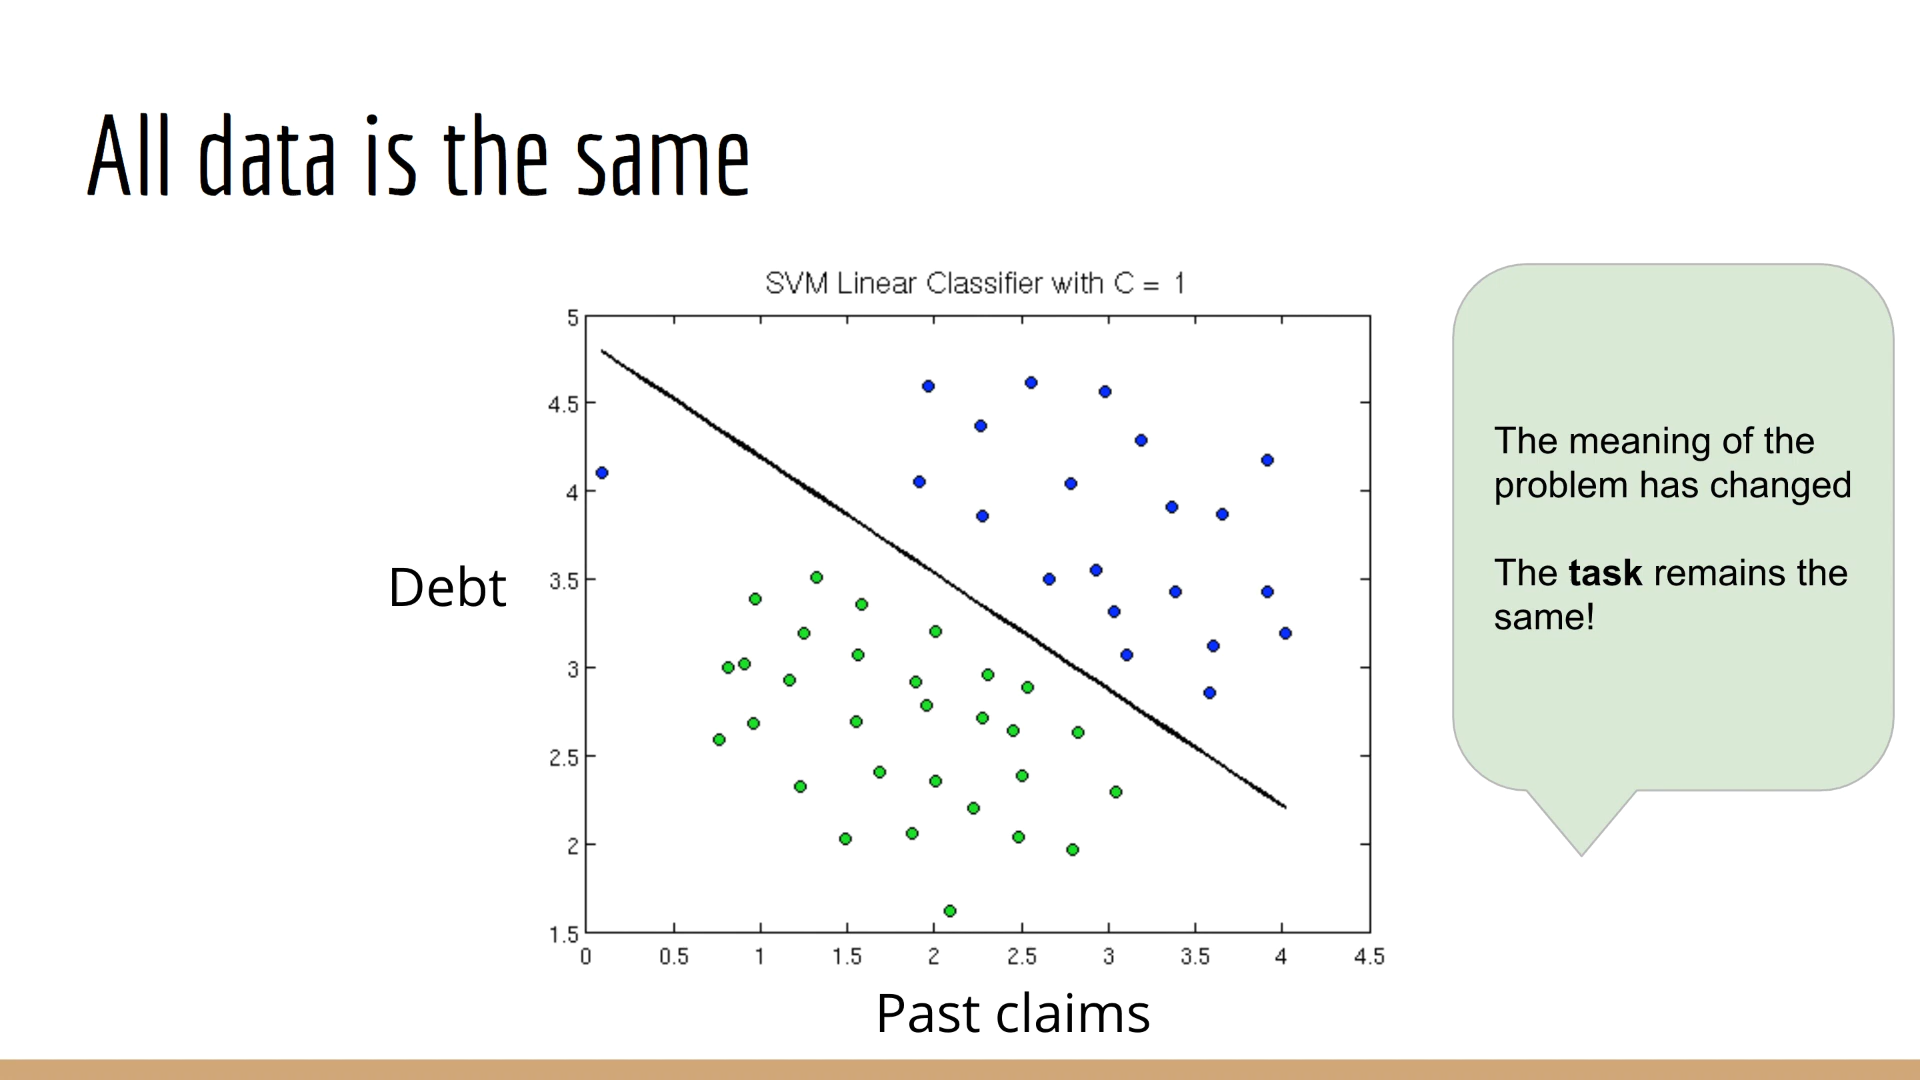 All data is the same
SVM Linear Classifier with C = 1
5
4.5
4
3.5
3
2.5
2
1.5
0 0.5 1 1.5 2 2.5 3 3.5 4 4.5
Debt
Past claims
The meaning of the
problem has changed
The task remains the
same!